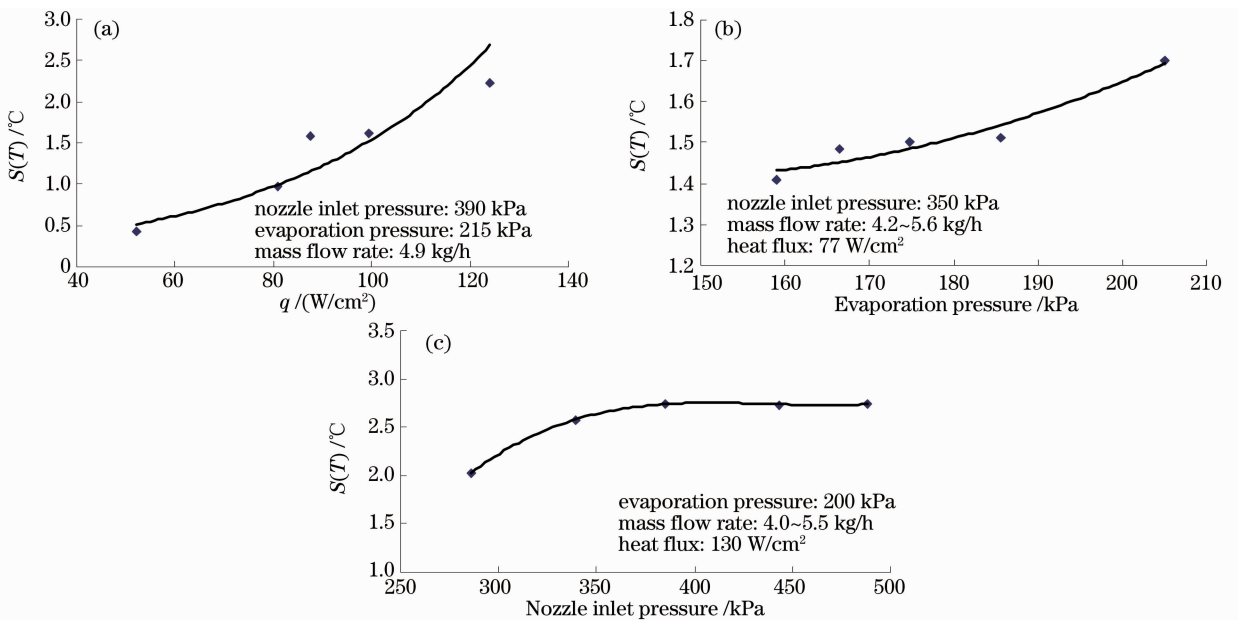 (a)
3.0
2.5
2.0
1.5
1.0
0.5
0
S(T) /℃
nozzle inlet pressure: 390 kPa
evaporation pressure: 215 kPa
mass flow rate: 4.9 kg/h
40 60 80 100 120 140
q /(W/cm²)
(b)
1.8
1.7
1.6
1.5
1.4
1.3
1.2
S(T) /℃
nozzle inlet pressure: 350 kPa
mass flow rate: 4.2~5.6 kg/h
heat flux: 77 W/cm²
150 160 170 180 190 200 210
Evaporation pressure /kPa
(c)
3.5
3.0
2.5
2.0
1.5
1.0
S(T) /℃
evaporation pressure: 200 kPa
mass flow rate: 4.0~5.5 kg/h
heat flux: 130 W/cm²
250 300 350 400 450 500
Nozzle inlet pressure /kPa